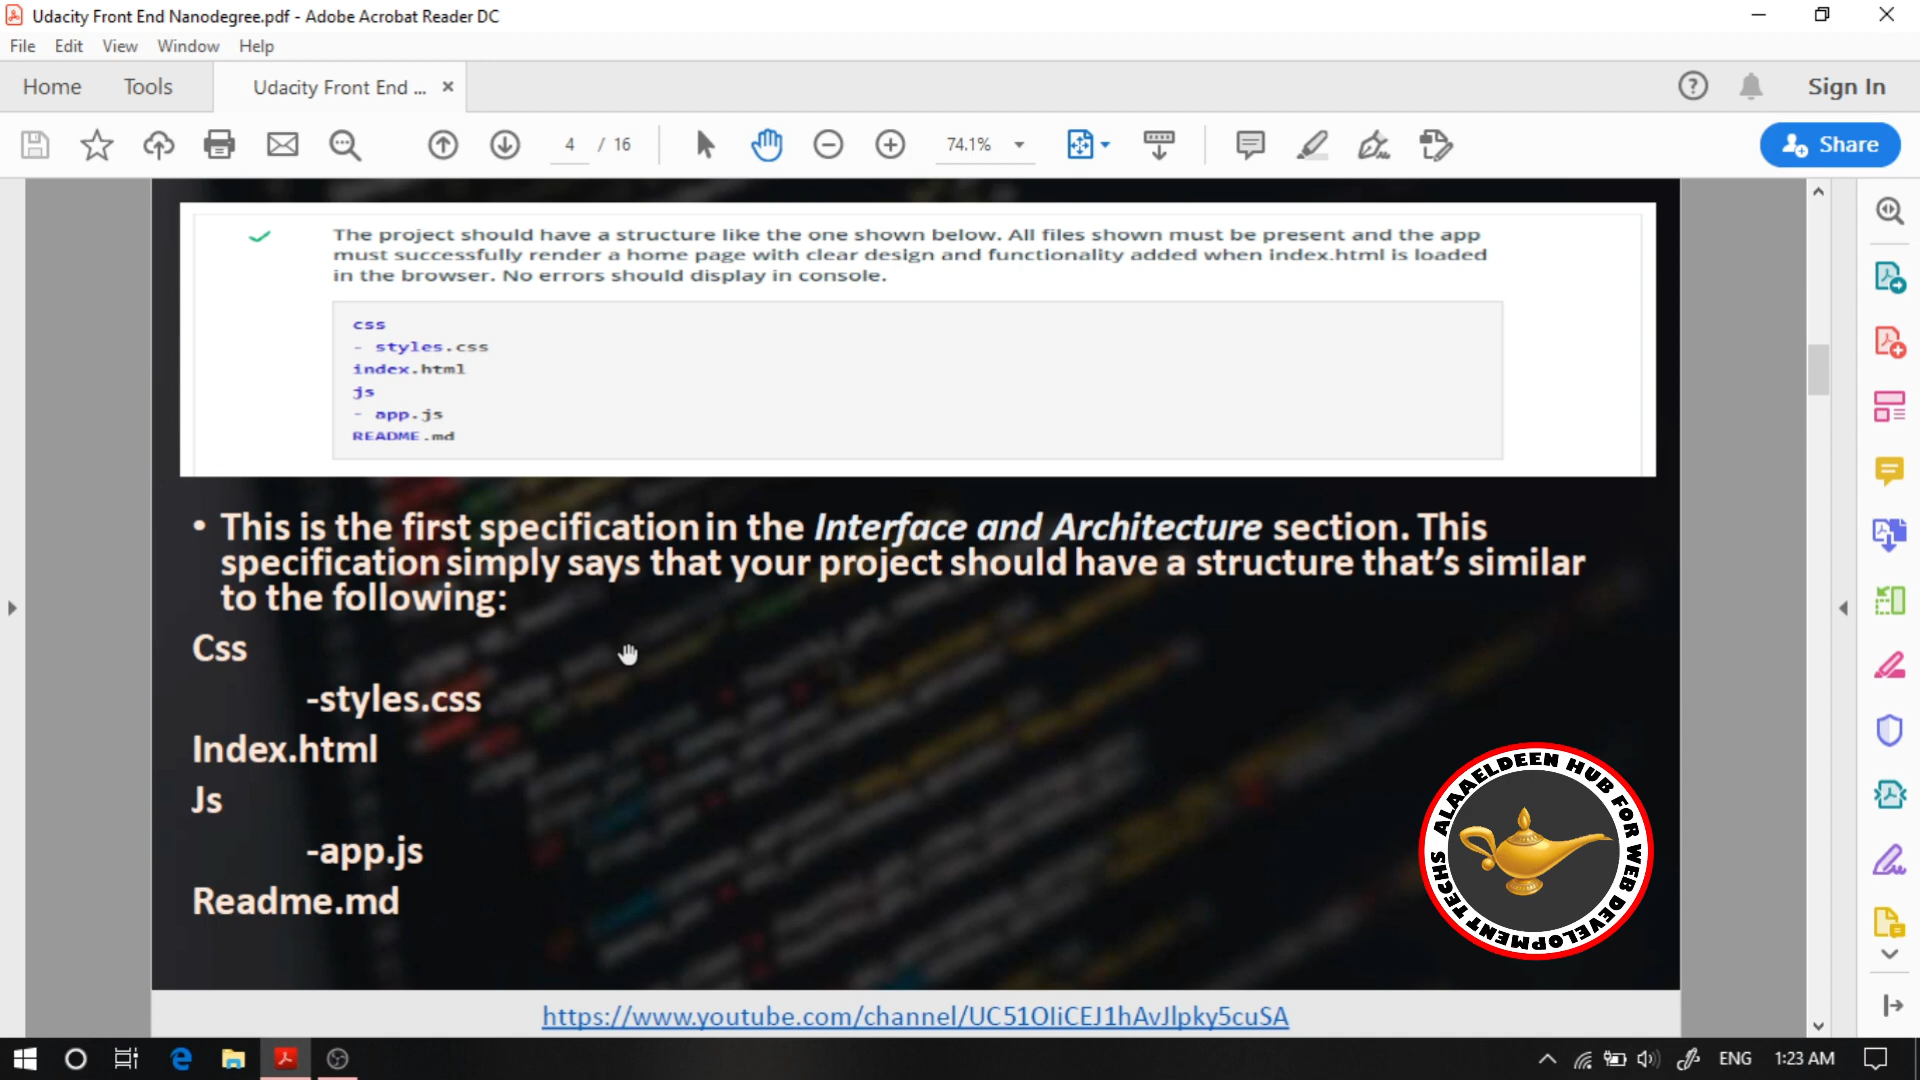 Udacity Front End Nanodegree.pdf - Adobe Acrobat Reader DC
File Edit View Window Help
Home Tools Udacity Front End ... × Sign In
4 / 16 74.1% Share
The project should have a structure like the one shown below. All files shown must be present and the app
must successfully render a home page with clear design and functionality added when index.html is loaded
in the browser. No errors should display in console.
css
- styles.css
index.html
js
- app.js
README.md
• This is the first specification in the Interface and Architecture section. This
specification simply says that your project should have a structure that’s similar
to the following:
Css
-styles.css
Index.html
Js
-app.js
Readme.md
ALAAELDEEN HUB FOR WEB DEVELOPMENT TECHS
https://www.youtube.com/channel/UC51OIiCEJ1hAvJlpky5cuSA
ENG 1:23 AM